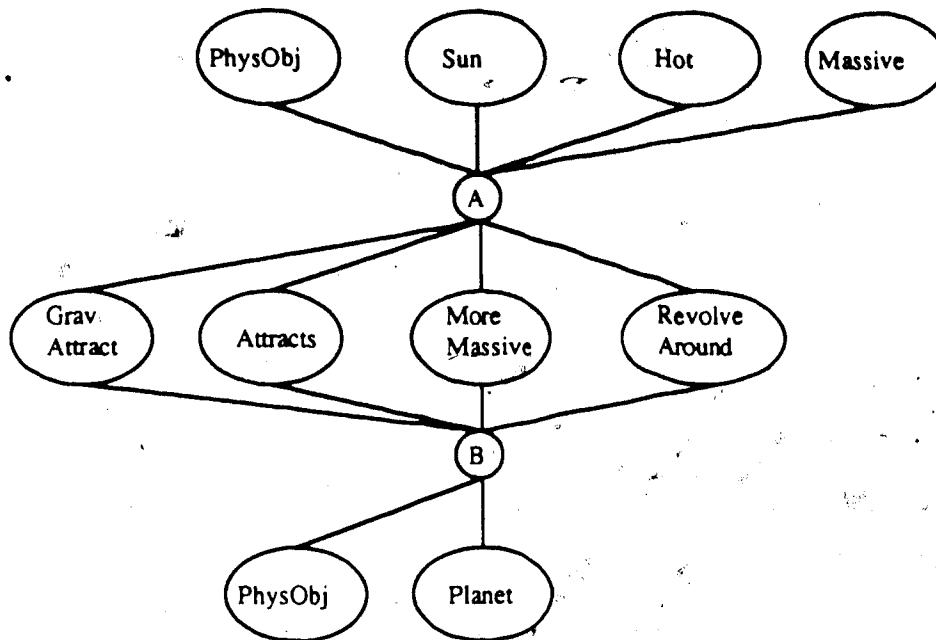 PhysObj
Sun
Hot
Massive
A
Grav
Attract
Attracts
More
Massive
Revolve
Around
B
PhysObj
Planet